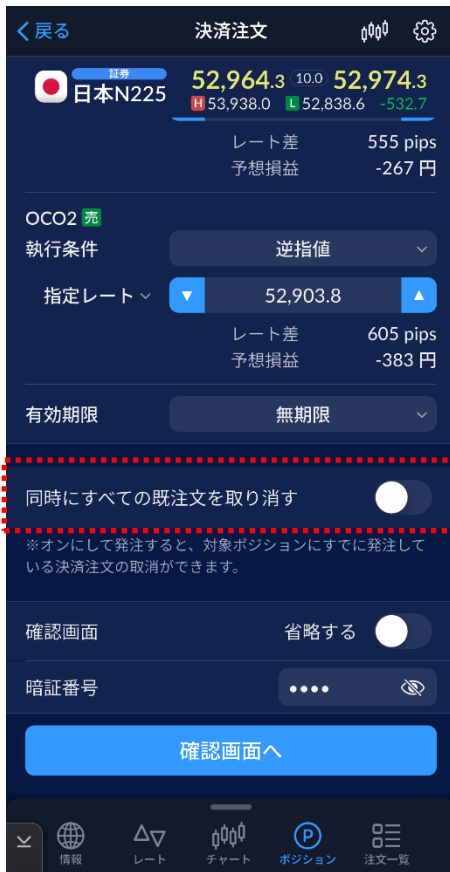 戻る 決済注文
証券
日本N225
52,964.3 10.0 52,974.3
H 53,938.0 L 52,838.6 -532.7
レート差 555 pips
予想損益 -267 円
OCO2 売
執行条件 逆指値
指定レート 52,903.8
レート差 605 pips
予想損益 -383 円
有効期限 無期限
同時にすべての既注文を取り消す
※オンにして発注すると、対象ポジションにすでに発注して
いる決済注文の取消ができます。
確認画面 省略する
暗証番号 ••••
確認画面へ
P
情報 レート チャート ポジション 注文一覧